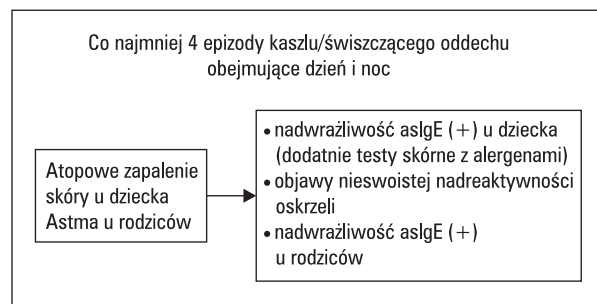 Co najmniej 4 epizody kaszlu/świszczącego oddechu
obejmujące dzień i noc
Atopowe zapalenie
skóry u dziecka
Astma u rodziców
• nadwrażliwość asIgE (+) u dziecka
(dodatnie testy skórne z alergenami)
• objawy nieswoistej nadreaktywności
oskrzeli
• nadwrażliwość asIgE (+)
u rodziców